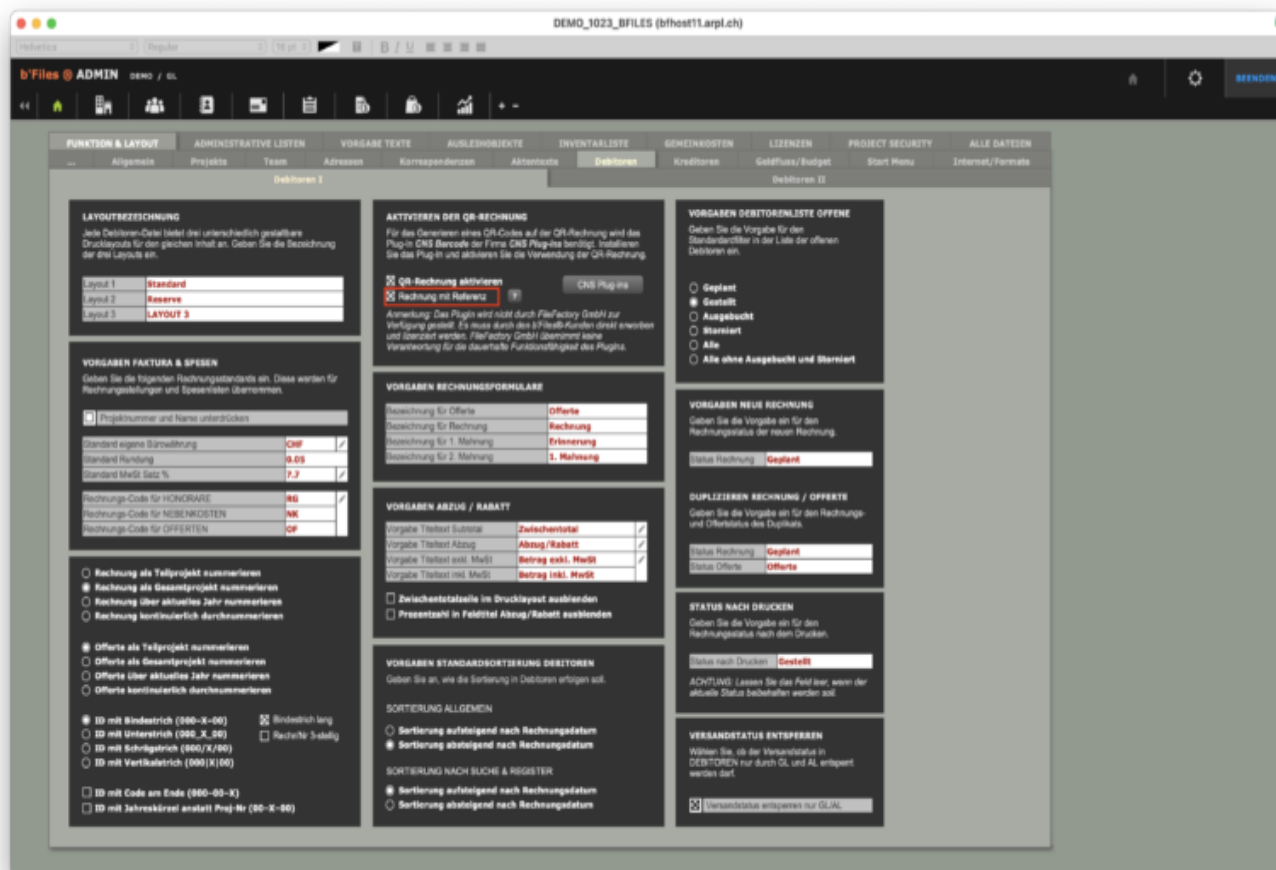 DEMO_1023_BFILES (bfhost11.arpl.ch)
Helvetica Regular 18 pt B I U
b'Files ® ADMIN DEMO / GL
BEENDEN
+ -
FUNKTION & LAYOUT ADMINISTRATIVE LISTEN VORGABE TEXTE AUSLEIHOBJEKTE INVENTARLISTE GEMEINKOSTEN LIZENZEN PROJECT SECURITY ALLE DATEIEN
... Allgemein Projekte Team Adressen Korrespondenzen Aktentexte Debitoren Kreditoren Geldfluss/Budget Start Menu Internet/Formate
Debitoren I Debitoren II
LAYOUTBEZEICHNUNG
Jede Debitoren-Datei bietet drei unterschiedlich gestaltbare
Drucklayouts für den gleichen Inhalt an. Geben Sie die Bezeichnung
der drei Layouts ein.
Layout 1 Standard
Layout 2 Reserve
Layout 3 LAYOUT 3
VORGABEN FAKTURA & SPESEN
Geben Sie die folgenden Rechnungsstandards ein. Diese werden für
Rechnungsstellungen und Spesenlisten übernommen.
Projektnummer und Name unterdrücken
Standard eigene Bürowährung CHF
Standard Rundung 0.05
Standard MwSt Satz % 7.7
Rechnungs-Code für HONORARE RG
Rechnungs-Code für NEBENKOSTEN NK
Rechnungs-Code für OFFERTEN OF
Rechnung als Teilprojekt nummerieren
Rechnung als Gesamtprojekt nummerieren
Rechnung über aktuelles Jahr nummerieren
Rechnung kontinuierlich durchnummerieren
Offerte als Teilprojekt nummerieren
Offerte als Gesamtprojekt nummerieren
Offerte über aktuelles Jahr nummerieren
Offerte kontinuierlich durchnummerieren
ID mit Bindestrich (000-X-00) Bindestrich lang
ID mit Unterstrich (000_X_00) RechnNr 3-stellig
ID mit Schrägstrich (000/X/00)
ID mit Vertikalstrich (000|X|00)
ID mit Code am Ende (000-00-X)
ID mit Jahreskürzel anstatt Proj-Nr (00-X-00)
AKTIVIEREN DER QR-RECHNUNG
Für das Generieren eines QR-Codes auf der QR-Rechnung wird das
Plug-In CNS Barcode der Firma CNS Plug-ins benötigt. Installieren
Sie das Plug-In und aktivieren Sie die Verwendung der QR-Rechnung.
QR-Rechnung aktivieren CNS Plug-ins
Rechnung mit Referenz ?
Anmerkung: Das Plugin wird nicht durch FileFactory GmbH zur
Verfügung gestellt. Es muss durch den b'Files®-Kunden direkt erworben
und lizenziert werden. FileFactory GmbH übernimmt keine
Verantwortung für die dauerhafte Funktionsfähigkeit des Plugins.
VORGABEN RECHNUNGSFORMULARE
Bezeichnung für Offerte Offerte
Bezeichnung für Rechnung Rechnung
Bezeichnung für 1. Mahnung Erinnerung
Bezeichnung für 2. Mahnung 1. Mahnung
VORGABEN ABZUG / RABATT
Vorgabe Titeltext Subtotal Zwischentotal
Vorgabe Titeltext Abzug Abzug/Rabatt
Vorgabe Titeltext exkl. MwSt Betrag exkl. MwSt
Vorgabe Titeltext inkl. MwSt Betrag inkl. MwSt
Zwischentotalzeile im Drucklayout ausblenden
Prozentzahl in Feldtitel Abzug/Rabatt ausblenden
VORGABEN STANDARDSORTIERUNG DEBITOREN
Geben Sie an, wie die Sortierung in Debitoren erfolgen soll.
SORTIERUNG ALLGEMEIN
Sortierung aufsteigend nach Rechnungsdatum
Sortierung absteigend nach Rechnungsdatum
SORTIERUNG NACH SUCHE & REGISTER
Sortierung aufsteigend nach Rechnungsdatum
Sortierung absteigend nach Rechnungsdatum
VORGABEN DEBITORENLISTE OFFENE
Geben Sie die Vorgabe für den
Standardfilter in der Liste der offenen
Debitoren ein.
Geplant
Gestellt
Ausgebucht
Storniert
Alle
Alle ohne Ausgebucht und Storniert
VORGABEN NEUE RECHNUNG
Geben Sie die Vorgabe ein für den
Rechnungsstatus der neuen Rechnung.
Status Rechnung Geplant
DUPLIZIEREN RECHNUNG / OFFERTE
Geben Sie die Vorgabe ein für den Rechnungs-
und Offertstatus des Duplikats.
Status Rechnung Geplant
Status Offerte Offerte
STATUS NACH DRUCKEN
Geben Sie die Vorgabe ein für den
Rechnungsstatus nach dem Drucken.
Status nach Drucken Gestellt
ACHTUNG: Lassen Sie das Feld leer, wenn der
aktuelle Status beibehalten werden soll.
VERSANDSTATUS ENTSPERREN
Wählen Sie, ob der Versandstatus in
DEBITOREN nur durch GL und AL entsperrt
werden darf.
Versandstatus entsperren nur GL/AL